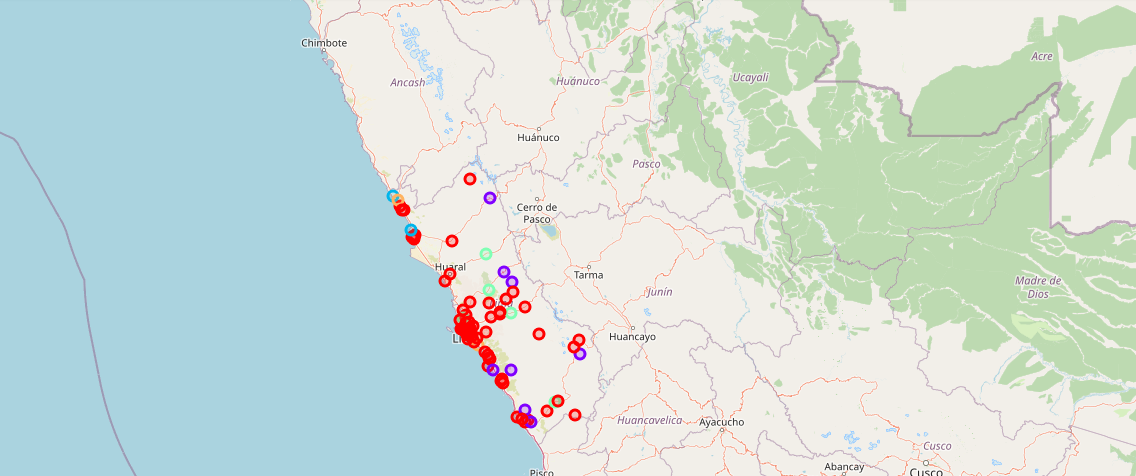 Chimbote
Ancash
Huánuco
Ucayali
Acre
Huánuco
Pasco
Cerro de
Pasco
Huaral
Tarma
Junín
Madre de
Dios
Huancayo
Huancavelica
Ayacucho
Cusco
Abancay
Cusco
Pisco